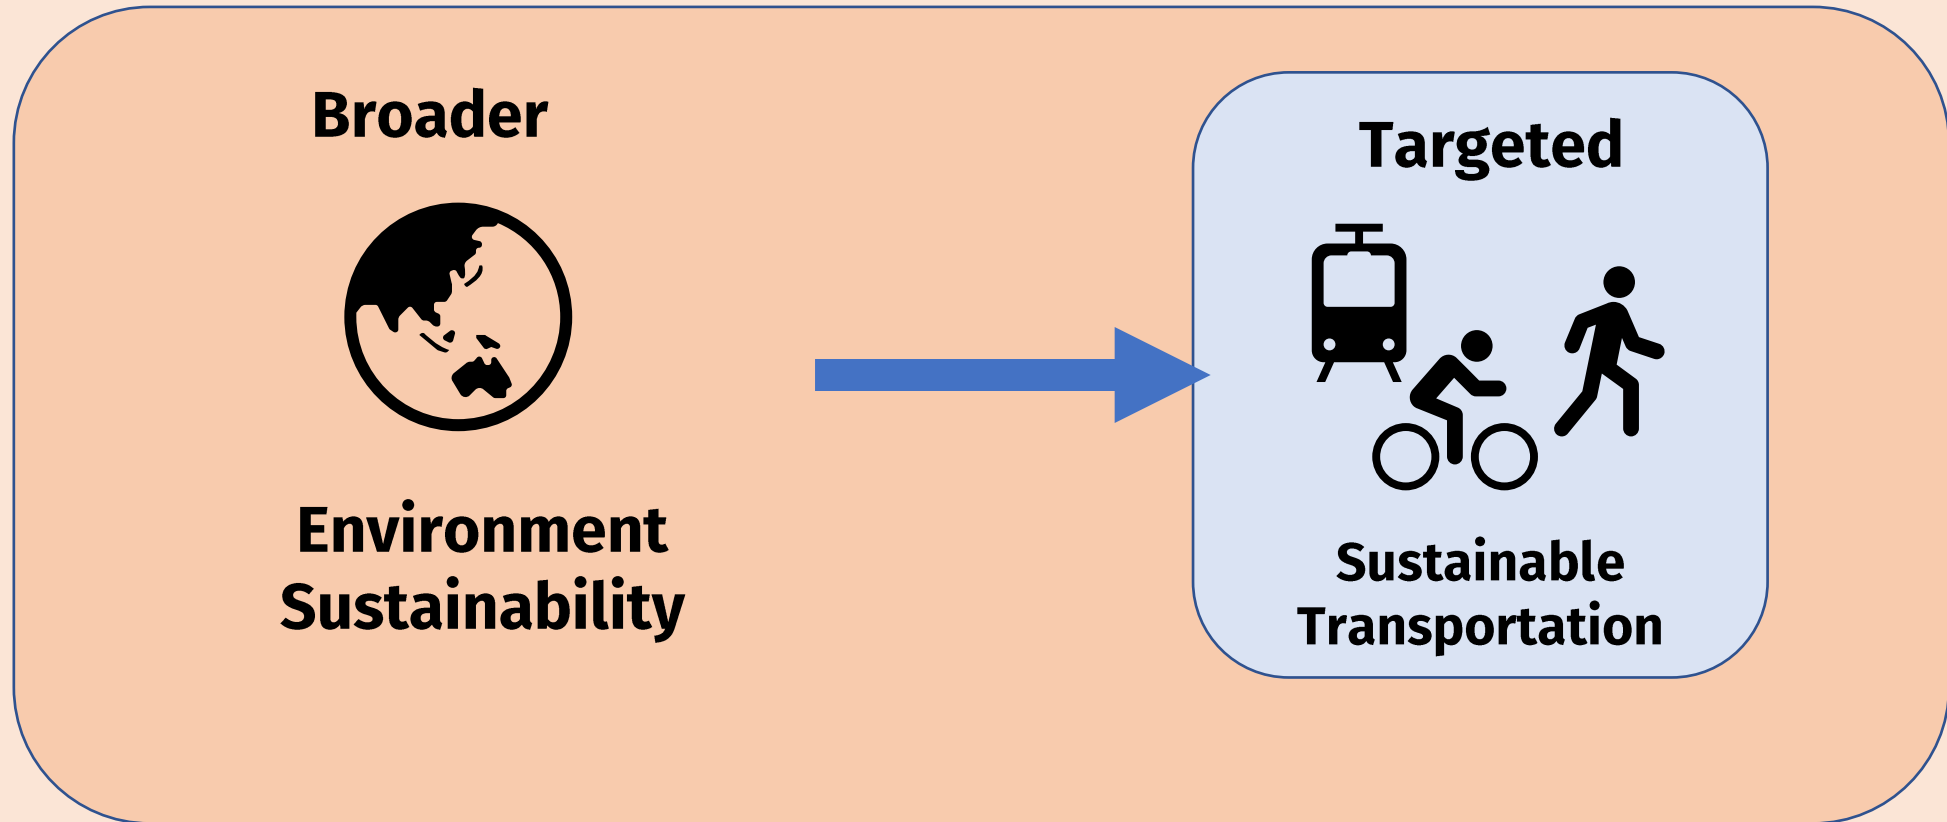 Broader
Environment
Sustainability
Targeted
Sustainable
Transportation